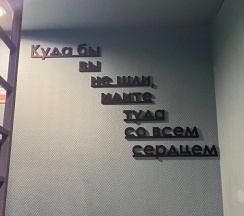 Куда бы
вы
не шли,
идите
туда
со всем
сердцем